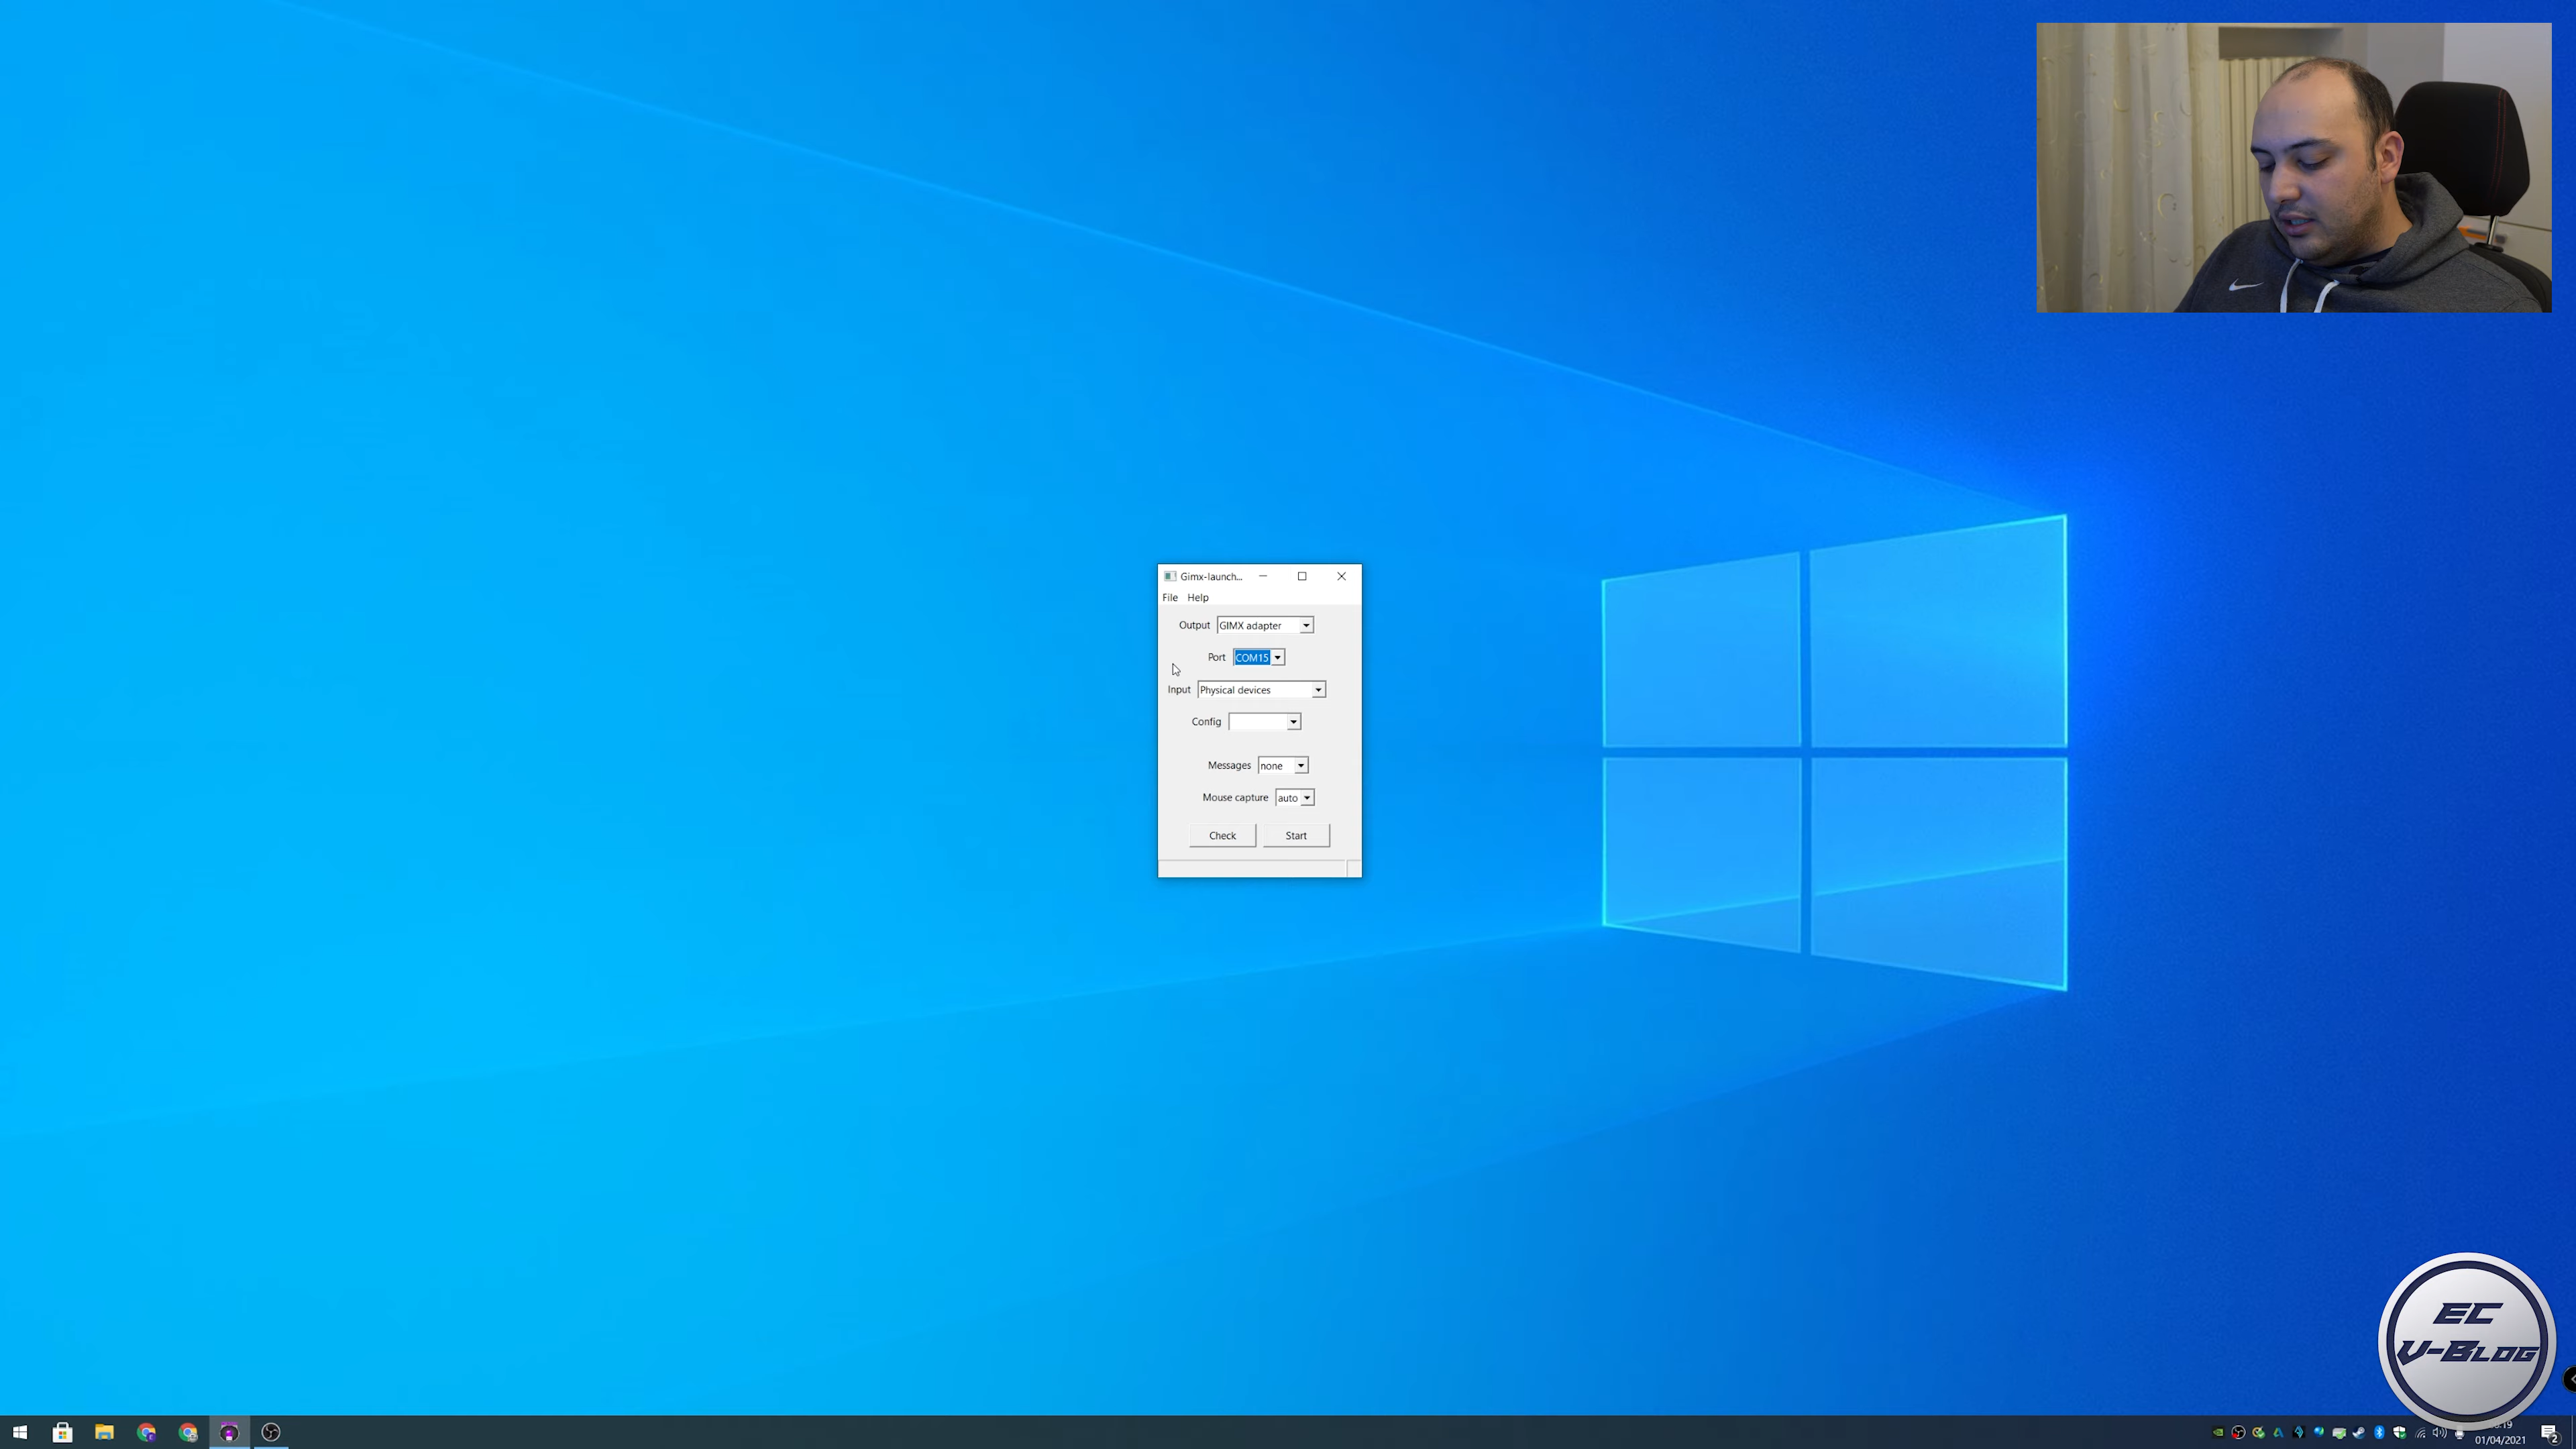 Gimx-launch...
File Help
Output GIMX adapter
Port COM15
Input Physical devices
Config
Messages none
Mouse capture auto
Check Start
EC
V-BLOG
01/04/2021
2